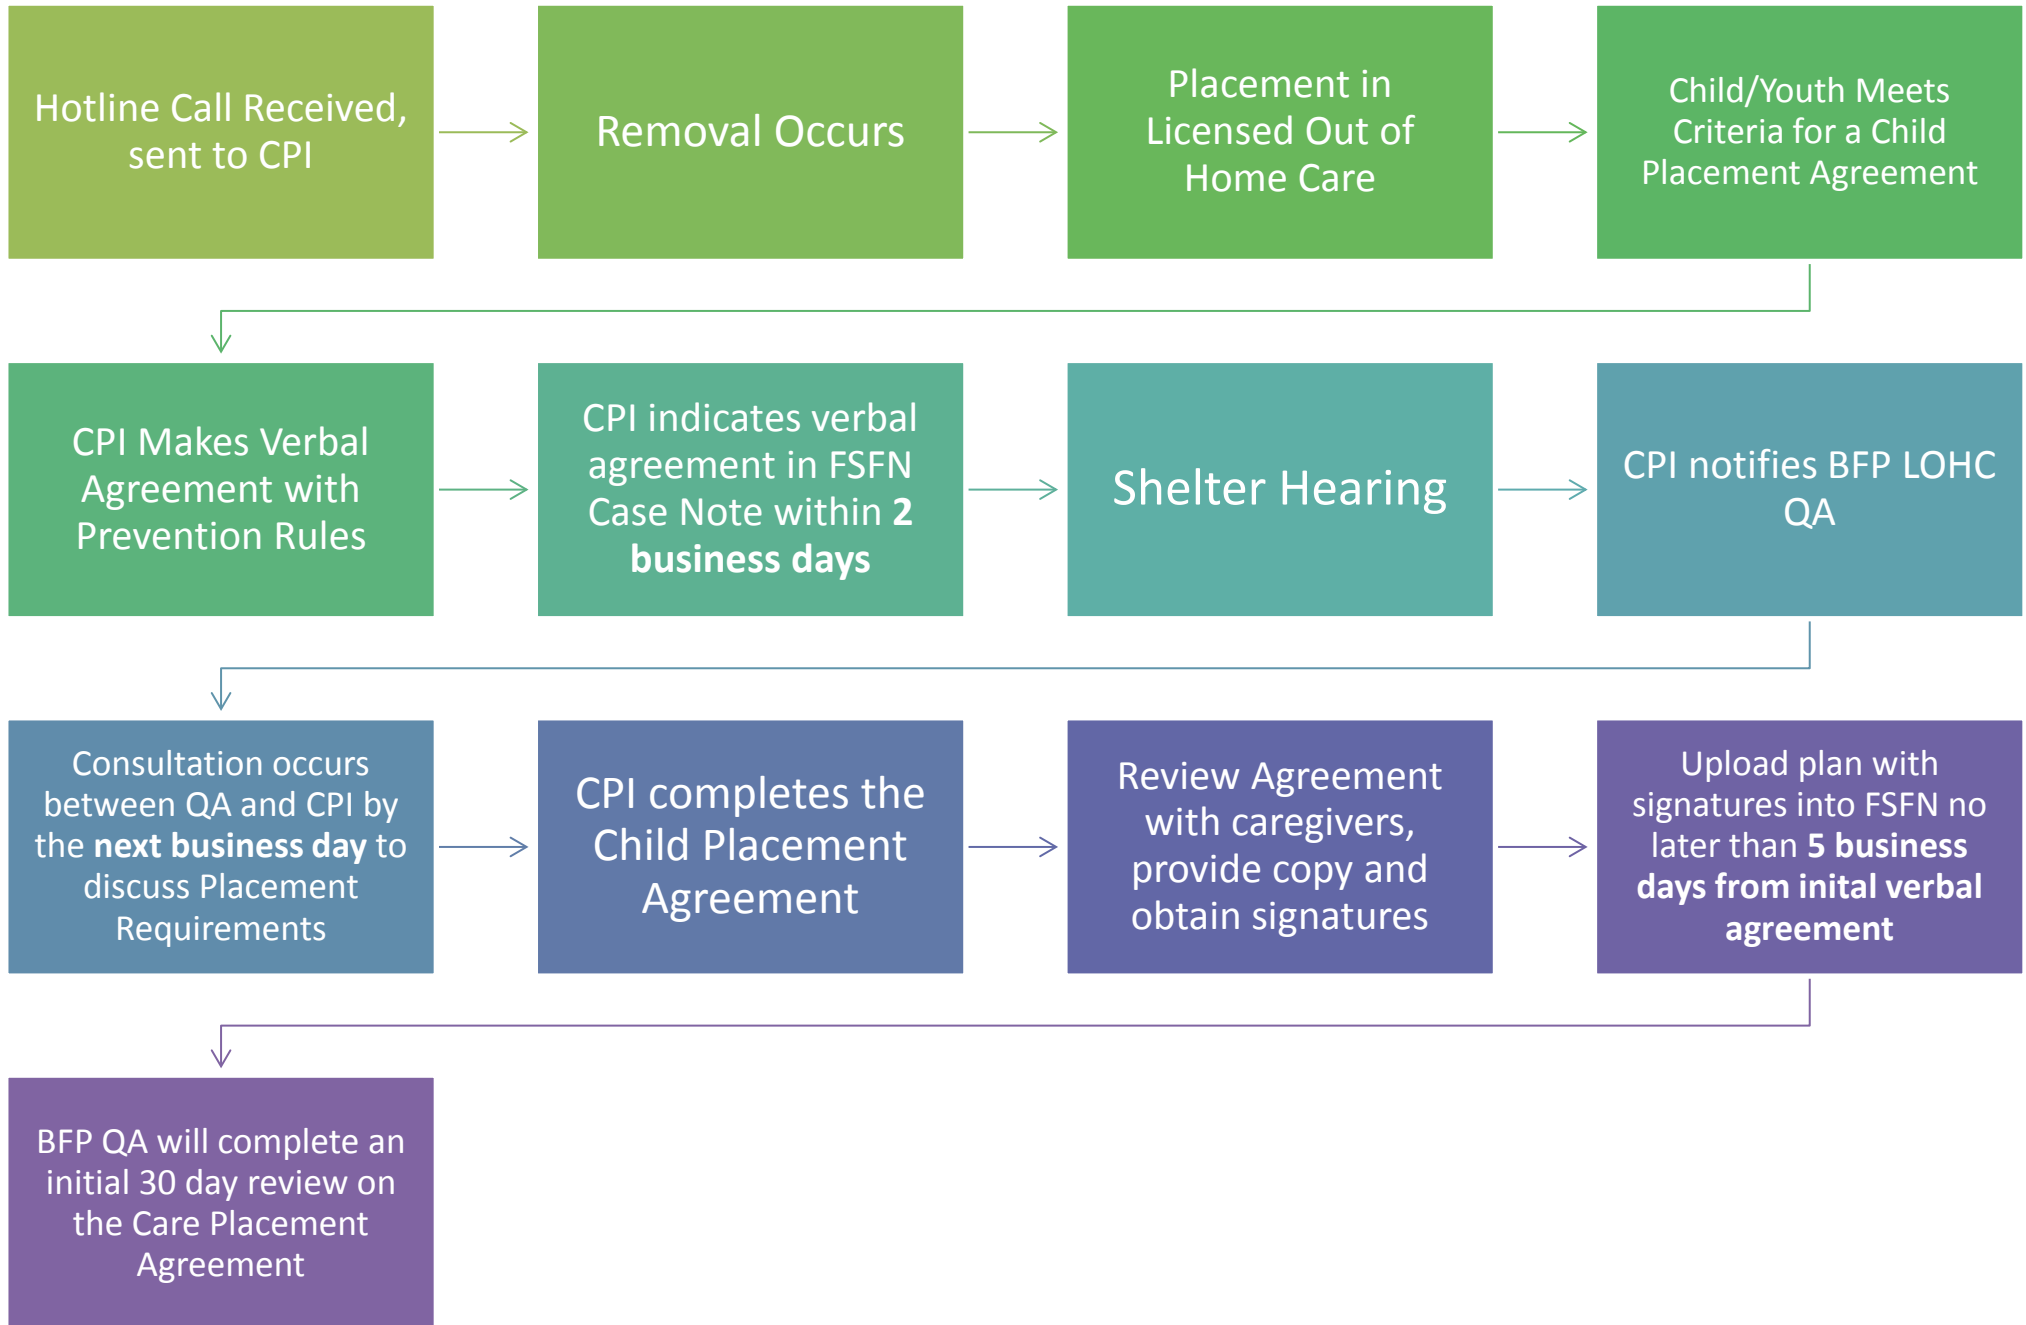 Hotline Call Received,
sent to CPI
Removal Occurs
Placement in
Licensed Out of
Home Care
Child/Youth Meets
Criteria for a Child
Placement Agreement
CPI Makes Verbal
Agreement with
Prevention Rules
CPI indicates verbal
agreement in FSFN
Case Note within 2
business days
Shelter Hearing
CPI notifies BFP LOHC
QA
Consultation occurs
between QA and CPI by
the next business day to
discuss Placement
Requirements
CPI completes the
Child Placement
Agreement
Review Agreement
with caregivers,
provide copy and
obtain signatures
Upload plan with
signatures into FSFN no
later than 5 business
days from inital verbal
agreement
BFP QA will complete an
initial 30 day review on
the Care Placement
Agreement